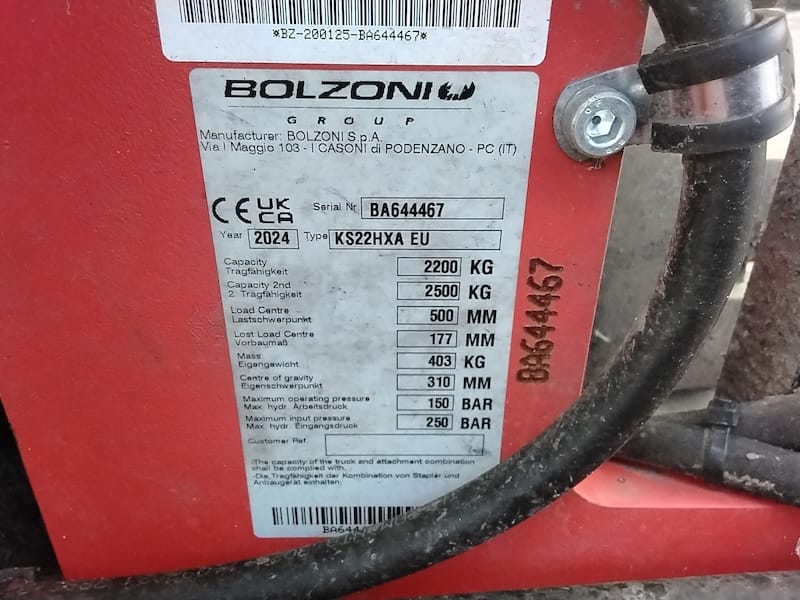 *BZ-200125-BA644467*
BOLZONI
GROUP
Manufacturer: BOLZONI S.p.A.
Via I Maggio 103 - I CASONI di PODENZANO - PC (IT)
CE UK CA Serial Nr. BA644467
Year 2024 Type KS22HXA EU
Capacity 2200 KG
Tragfähigkeit
Capacity 2nd 2500 KG
2. Tragfähigkeit
Load Centre 500 MM
Lastschwerpunkt
Lost Load Centre 177 MM
Vorbaumaß
Mass 403 KG
Eigengewicht
Centre of gravity 310 MM
Eigenschwerpunkt
Maximum operating pressure 150 BAR
Max hydr. Arbeitsdruck
Maximum input pressure 250 BAR
Max hydr. Eingangsdruck
Customer Ref.
-The capacity of the truck and attachment combination
shall be complied with.
-Die Tragfähigkeit der Kombination von Stapler und
Anbaugerät einhalten.
BA644
BA644467